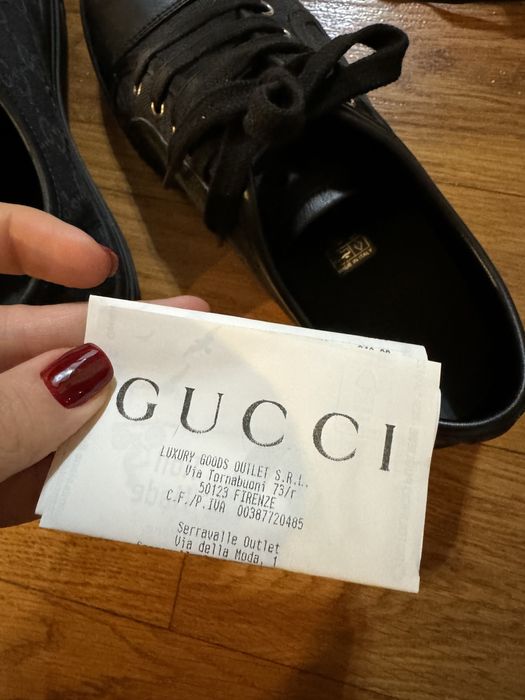 GUCCI
LUXURY GOODS OUTLET S.R.L.
Via Tornabuoni 73/r
50123 FIRENZE
C.F./P.IVA 00387720485
Serravalle Outlet
Via della Moda, 1